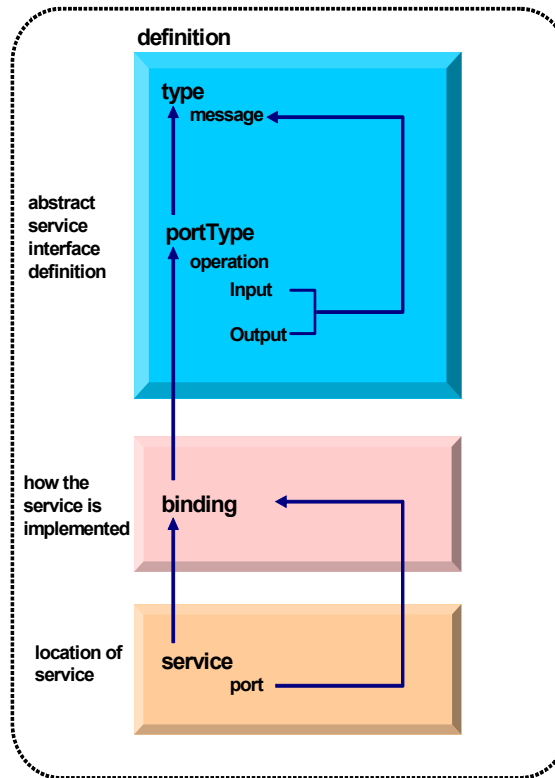 definition
type
message
abstract
service
interface
definition
portType
operation
Input
Output
how the
service is
implemented
binding
location of
service
service
port